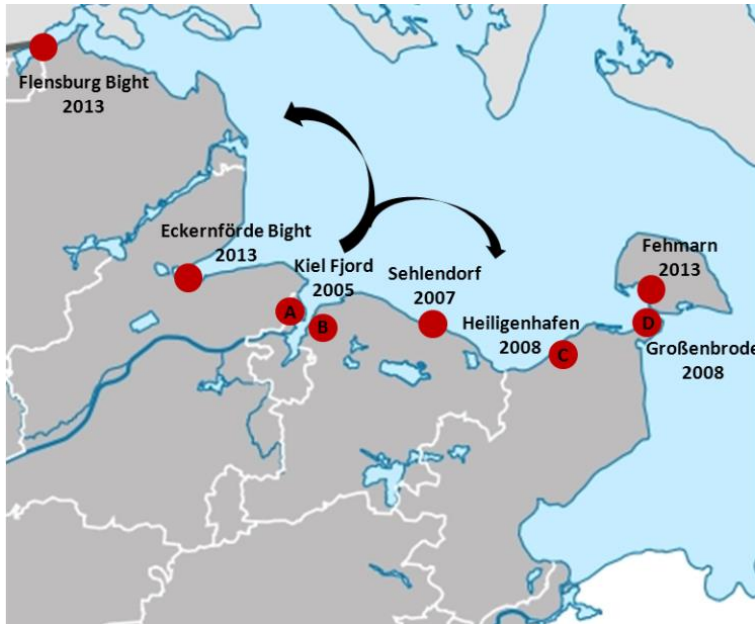 Flensburg Bight
2013
Eckernförde Bight
2013
Kiel Fjord
2005
Sehlendorf
2007
Fehmarn
2013
Heiligenhafen
2008
Großenbrode
2008
A
B
C
D